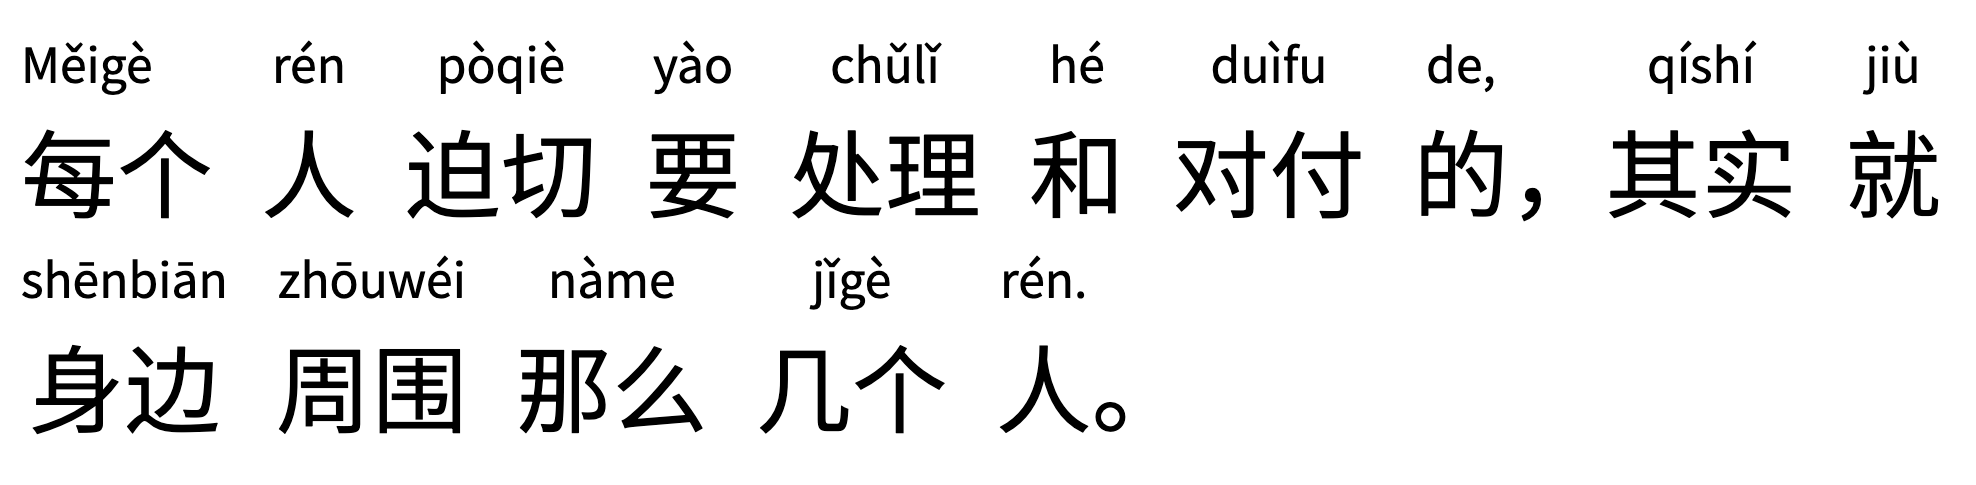 Měigè rén pòqiè yào chǔlǐ hé duìfu de, qíshí jiù
每个 人 迫切 要 处理 和 对付 的，其实 就
shēnbiān zhōuwéi nàme jǐgè rén.
身边 周围 那么 几个 人。